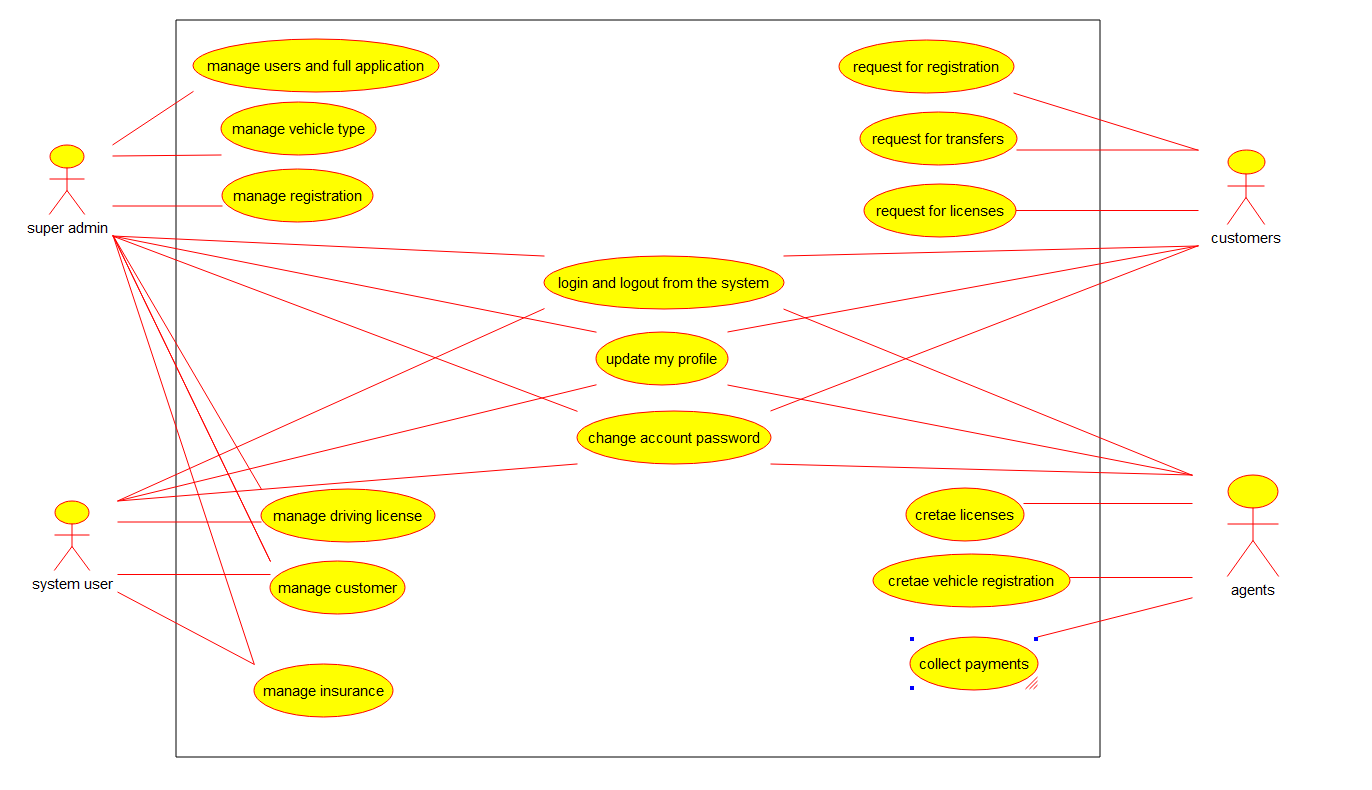 manage users and full application
request for registration
manage vehicle type
request for transfers
manage registration
request for licenses
super admin
customers
login and logout from the system
update my profile
change account password
manage driving license
cretae licenses
system user
manage customer
cretae vehicle registration
agents
collect payments
manage insurance